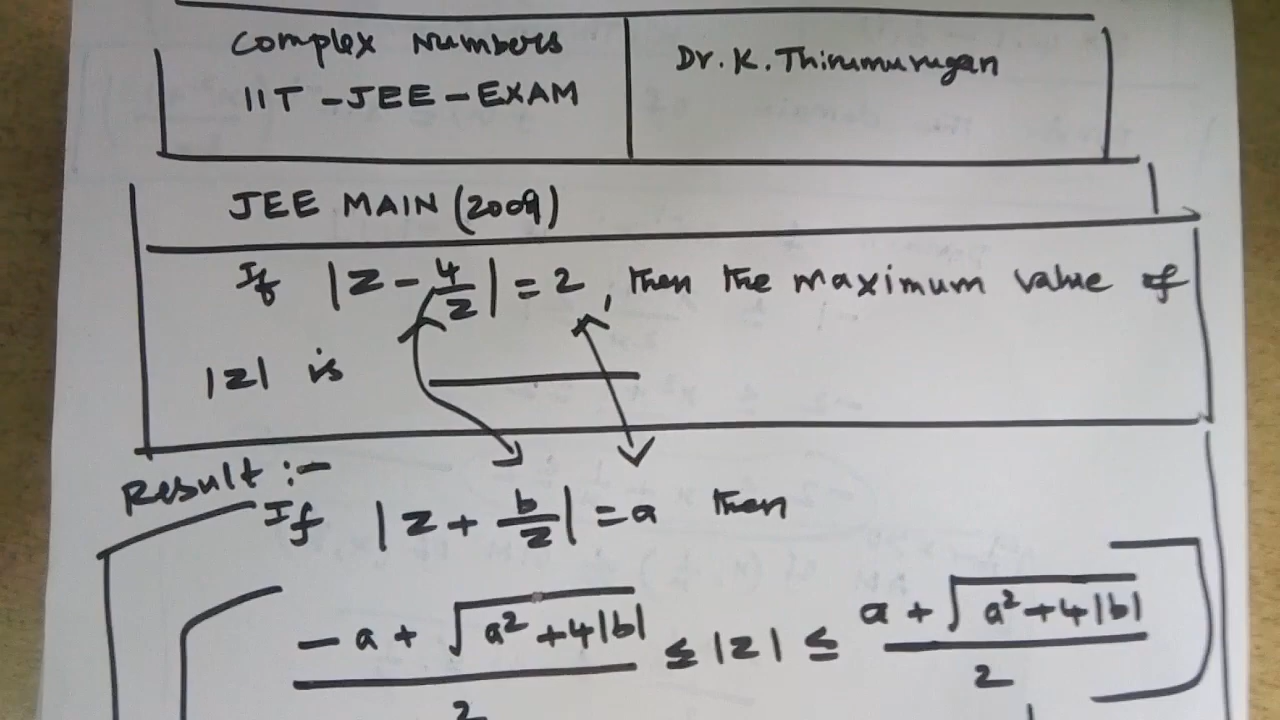 Complex Numbers
IIT - JEE - EXAM
Dr. K. Thirumurugan
JEE MAIN (2009)
If |z - 4/z| = 2, then the maximum value of
|z| is
Result :-
If |z + b/z| = a then
(-a + √(a² + 4|b|))/2 ≤ |z| ≤ (a + √(a² + 4|b|))/2